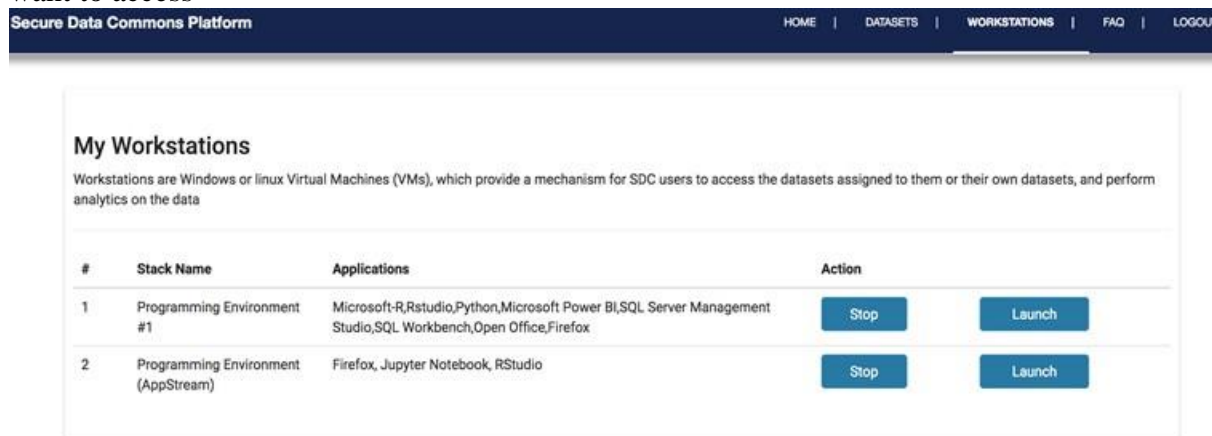 want to access
Secure Data Commons Platform HOME | DATASETS | WORKSTATIONS | FAQ | LOGOU
My Workstations
Workstations are Windows or linux Virtual Machines (VMs), which provide a mechanism for SDC users to access the datasets assigned to them or their own datasets, and perform
analytics on the data
# Stack Name Applications Action
1 Programming Environment Microsoft-R,Rstudio,Python,Microsoft Power BI,SQL Server Management Stop Launch
#1 Studio,SQL Workbench,Open Office,Firefox
2 Programming Environment Firefox, Jupyter Notebook, RStudio Stop Launch
(AppStream)